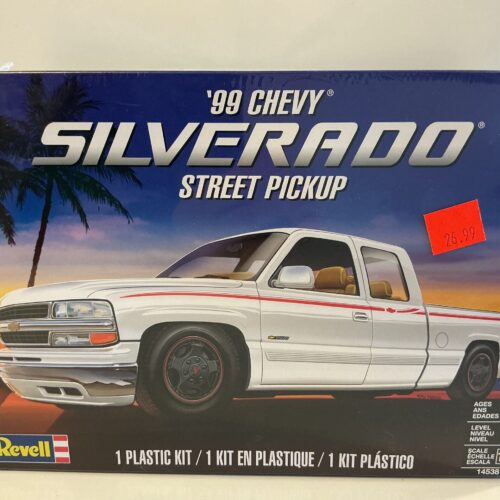 '99 CHEVY®
SILVERADO®
STREET PICKUP
26.99
AGES
ANS
EDADES
LEVEL
NIVEAU
NIVEL
SCALE
ÉCHELLE
ESCALA
14538
Revell
1 PLASTIC KIT / 1 KIT EN PLASTIQUE / 1 KIT PLÁSTICO